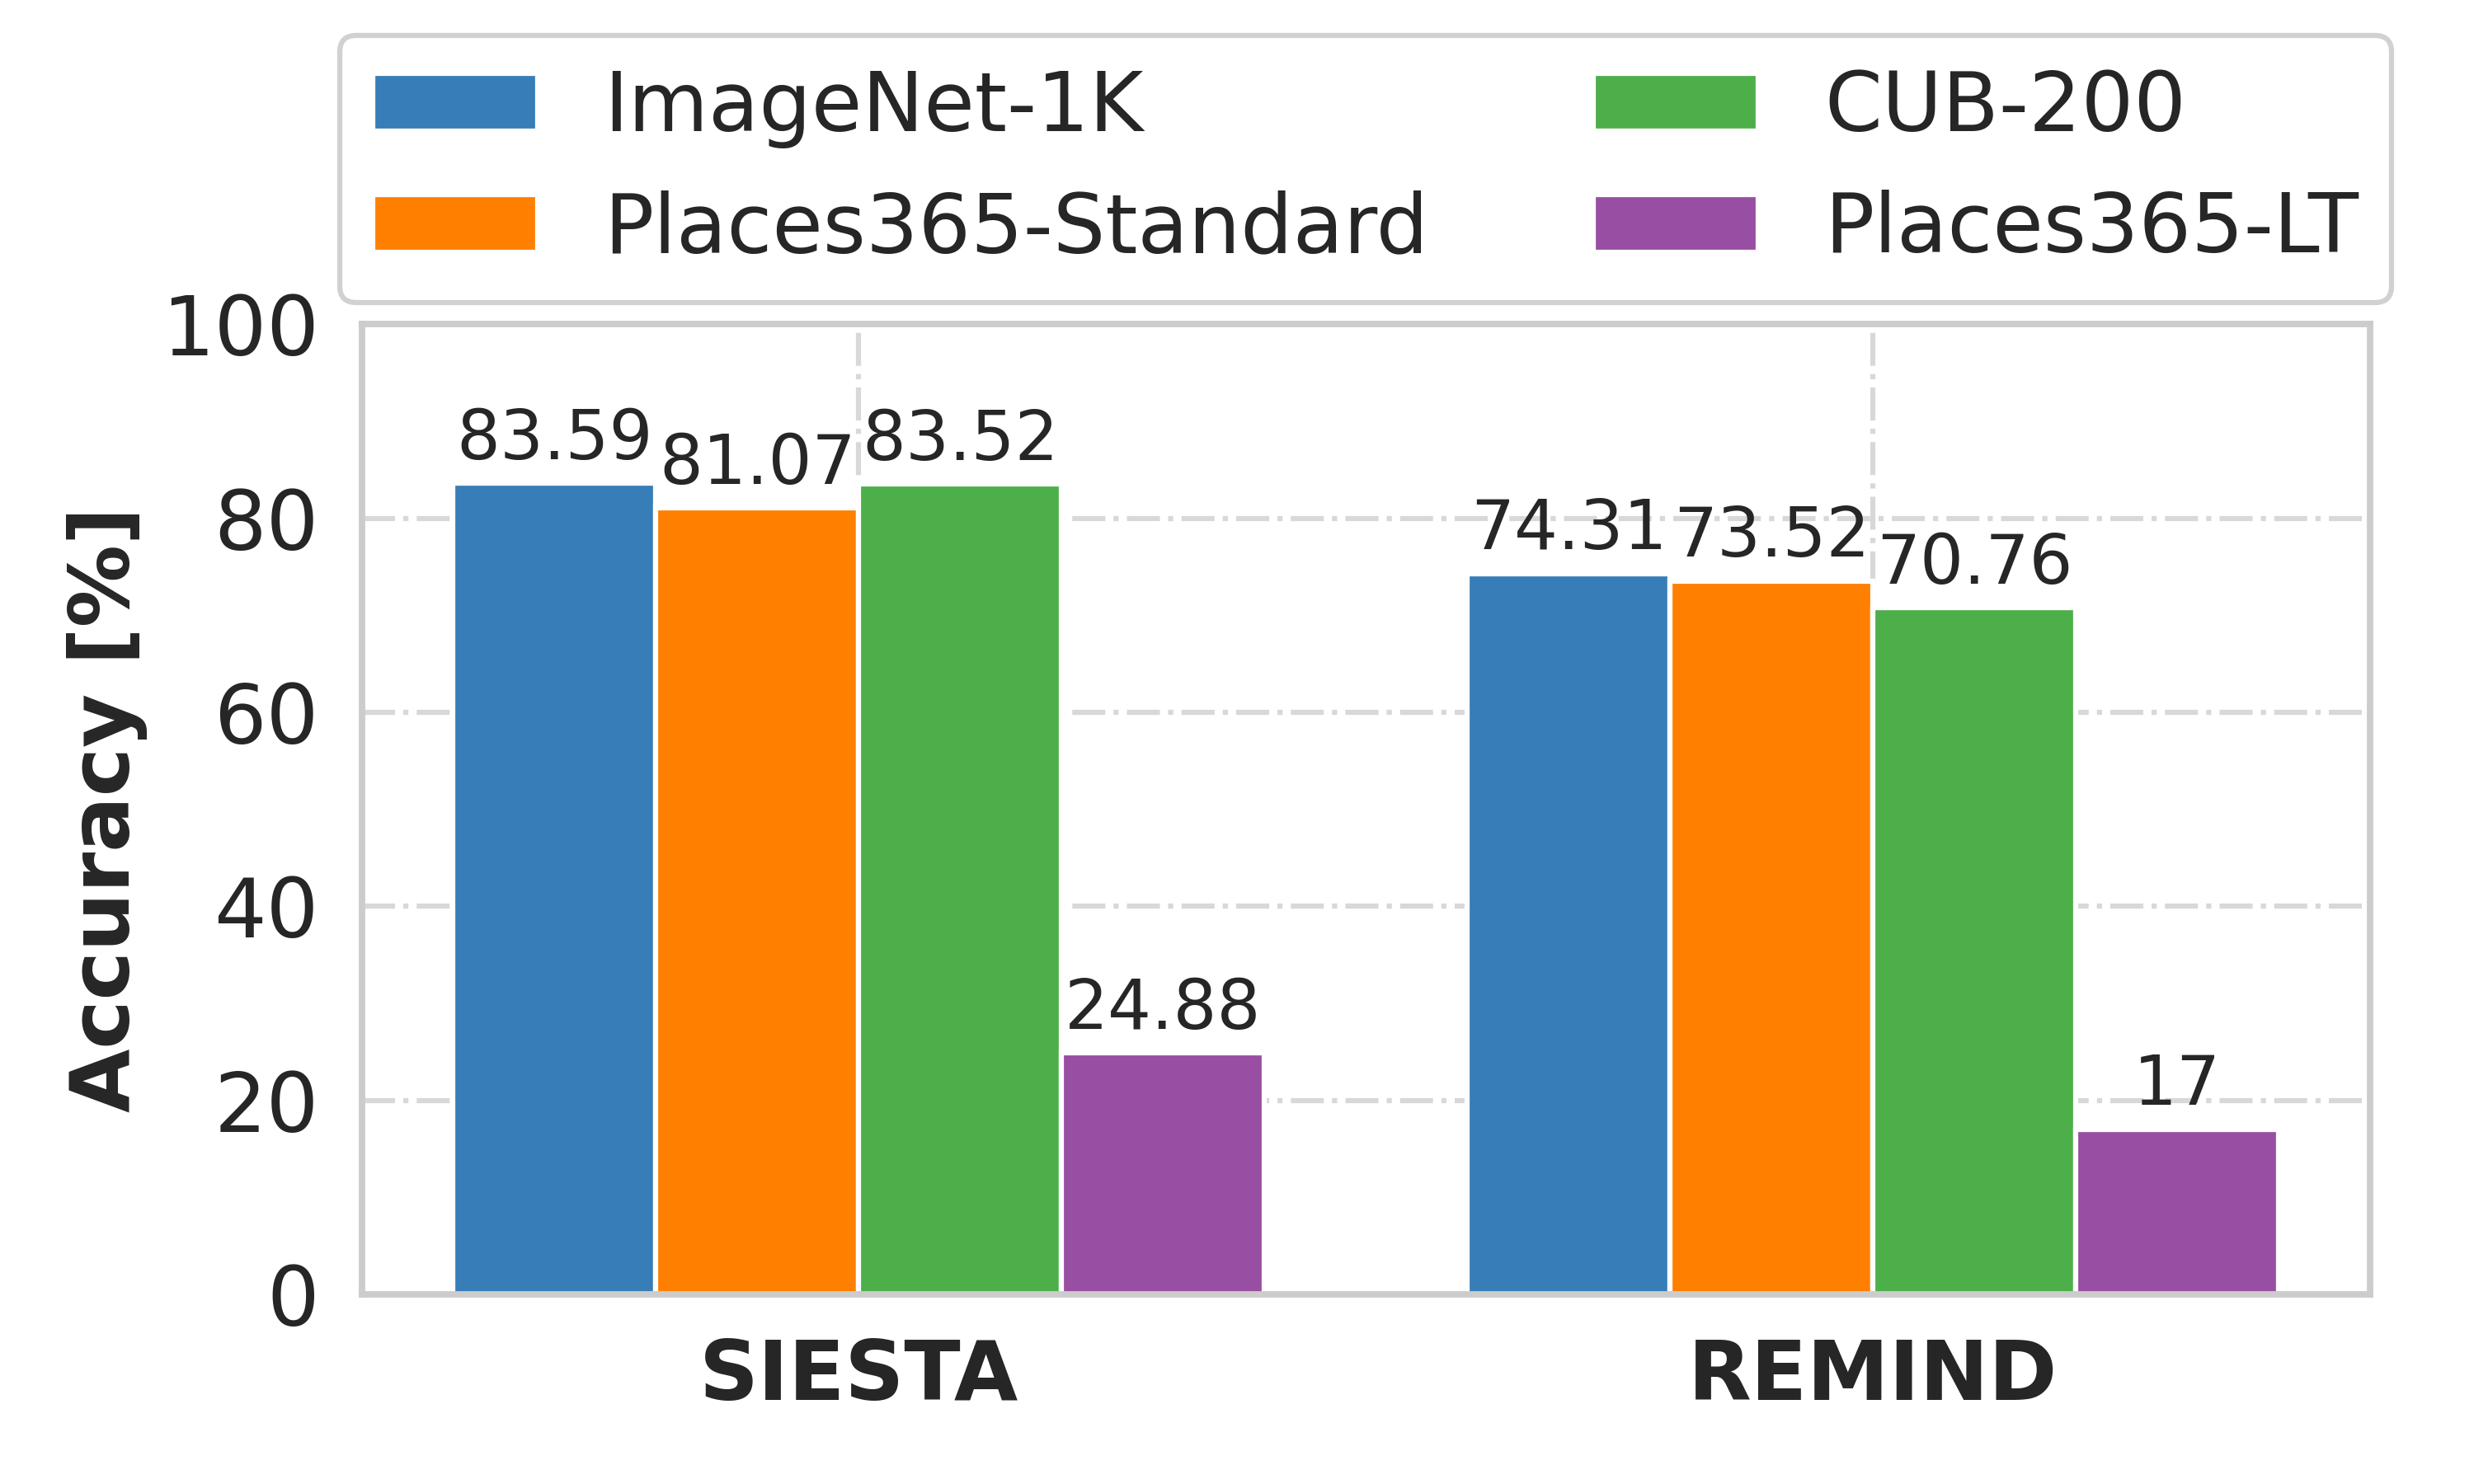 ImageNet-1K
Places365-Standard
CUB-200
Places365-LT
Accuracy [%]
100
80
60
40
20
0
83.59
81.07
83.52
24.88
74.31
73.52
70.76
17
SIESTA
REMIND